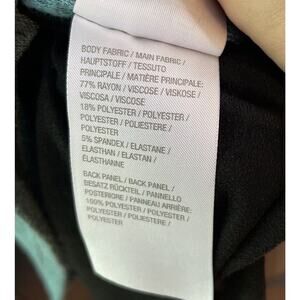 BODY FABRIC / MAIN FABRIC /
HAUPTSTOFF / TESSUTO
PRINCIPALE / MATIÈRE PRINCIPALE:
77% RAYON / VISCOSE / VISKOSE /
VISCOSA / VISCOSE
18% POLYESTER / POLYESTER /
POLYESTER / POLIESTERE /
POLYESTER
5% SPANDEX / ELASTANE /
ELASTHAN / ELASTAN /
ÉLASTHANNE
BACK PANEL / BACK PANEL /
BESATZ RÜCKTEIL / PANNELLO
POSTERIORE / PANNEAU ARRIÈRE:
100% POLYESTER / POLYESTER /
POLYESTER / POLIESTERE /
POLYESTER